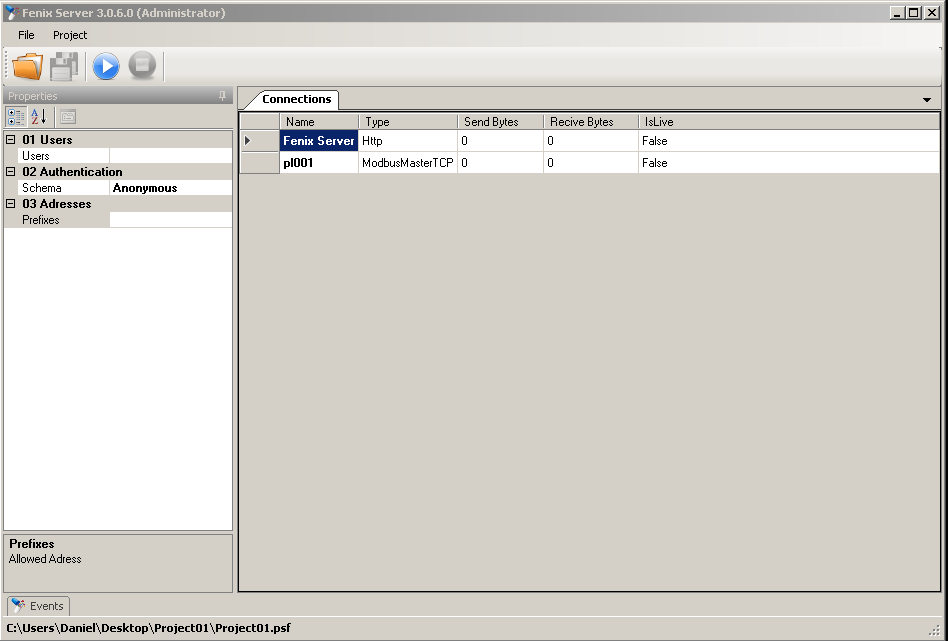 Fenix Server 3.0.6.0 (Administrator)
File Project
Properties
Connections
A Z
Name Type Send Bytes Recive Bytes IsLive
Fenix Server Http 0 0 False
pl001 ModbusMasterTCP 0 0 False
01 Users
Users
02 Authentication
Schema Anonymous
03 Adresses
Prefixes
Prefixes
Allowed Adress
Events
C:\Users\Daniel\Desktop\Project01\Project01.psf